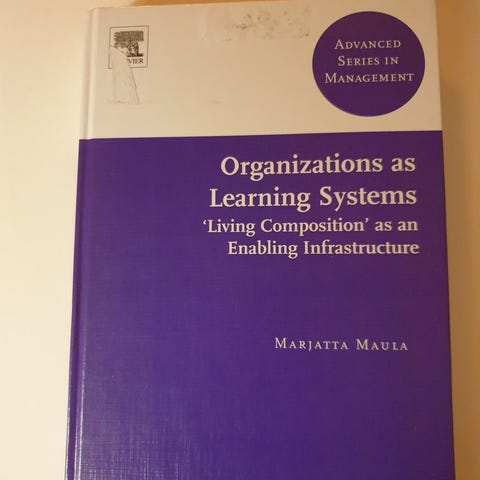 ADVANCED
SERIES IN
MANAGEMENT
Organizations as
Learning Systems
'Living Composition' as an
Enabling Infrastructure
MARJATTA MAULA